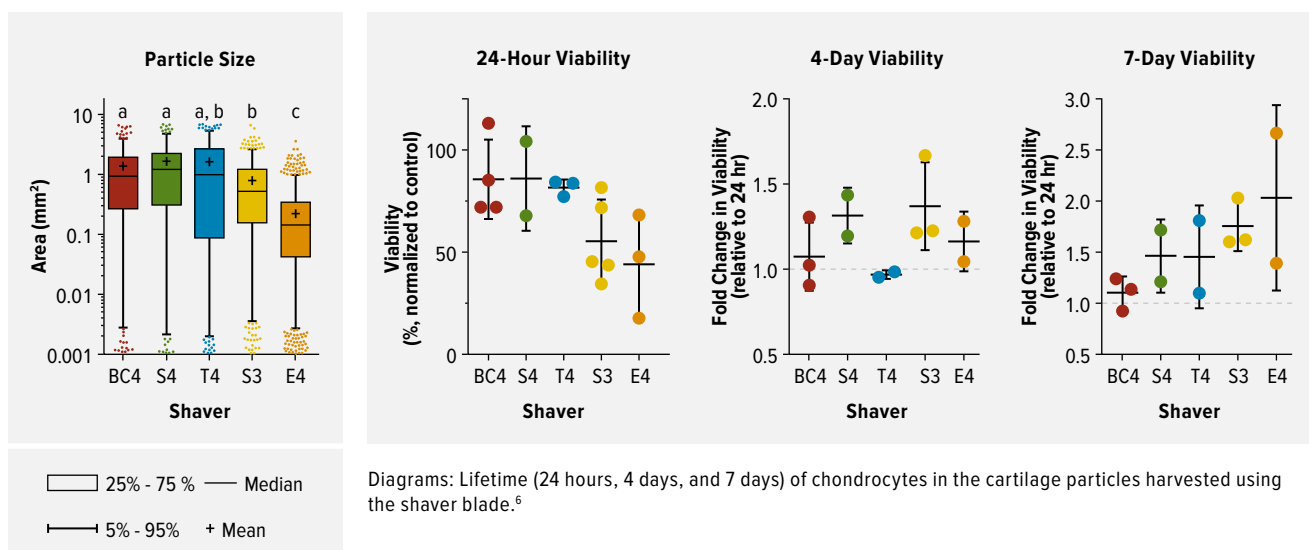 Particle Size
Area (mm²)
10
1
0.1
0.01
0.001
a a a, b b c
BC4 S4 T4 S3 E4
Shaver
24-Hour Viability
Viability
(%, normalized to control)
100
50
0
BC4 S4 T4 S3 E4
Shaver
4-Day Viability
Fold Change in Viability
(relative to 24 hr)
2.0
1.5
1.0
0.5
BC4 S4 T4 S3 E4
Shaver
7-Day Viability
Fold Change in Viability
(relative to 24 hr)
3.0
2.5
2.0
1.5
1.0
0.5
BC4 S4 T4 S3 E4
Shaver
25% - 75 % Median
5% - 95% + Mean
Diagrams: Lifetime (24 hours, 4 days, and 7 days) of chondrocytes in the cartilage particles harvested using
the shaver blade.⁶